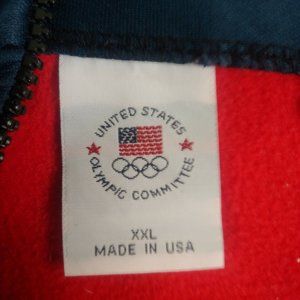 UNITED STATES
OLYMPIC COMMITTEE
XXL
MADE IN USA